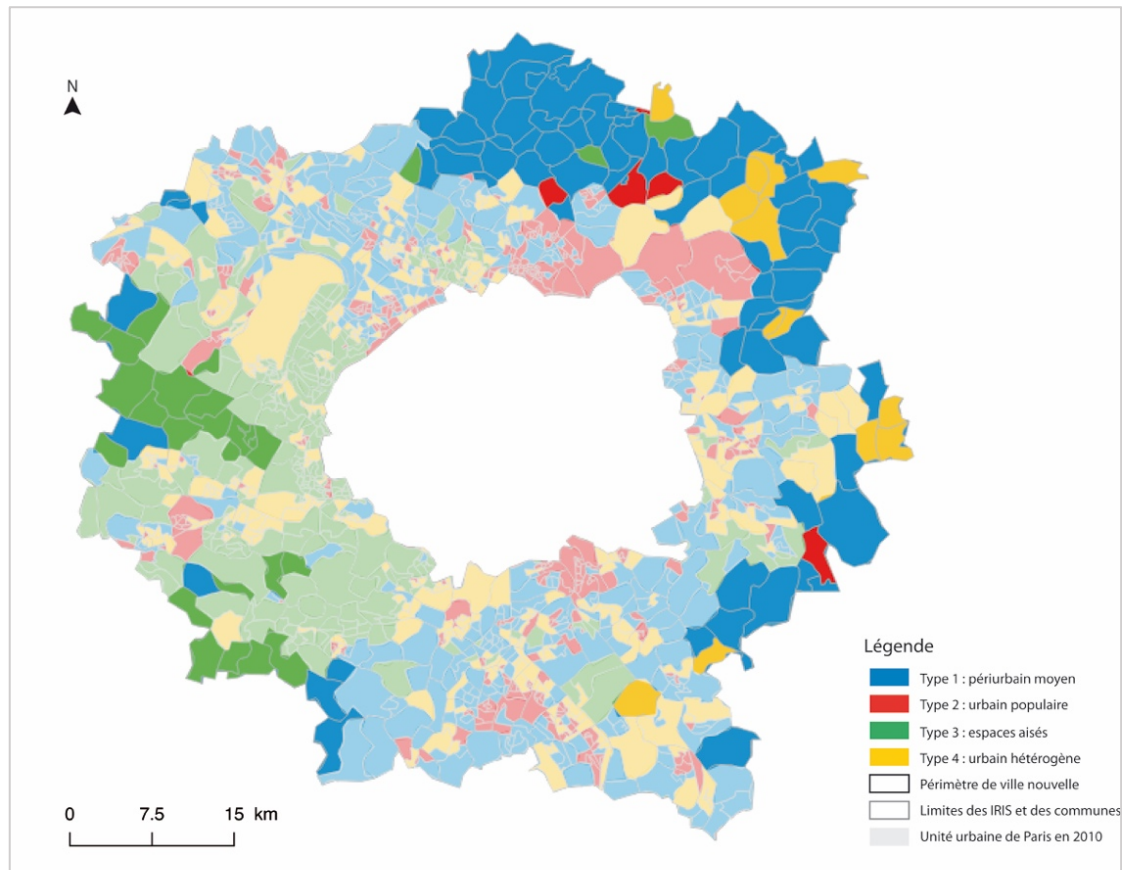 N
Légende
Type 1 : périurbain moyen
Type 2 : urbain populaire
Type 3 : espaces aisés
Type 4 : urbain hétérogène
Périmètre de ville nouvelle
Limites des IRIS et des communes
Unité urbaine de Paris en 2010
0 7.5 15 km